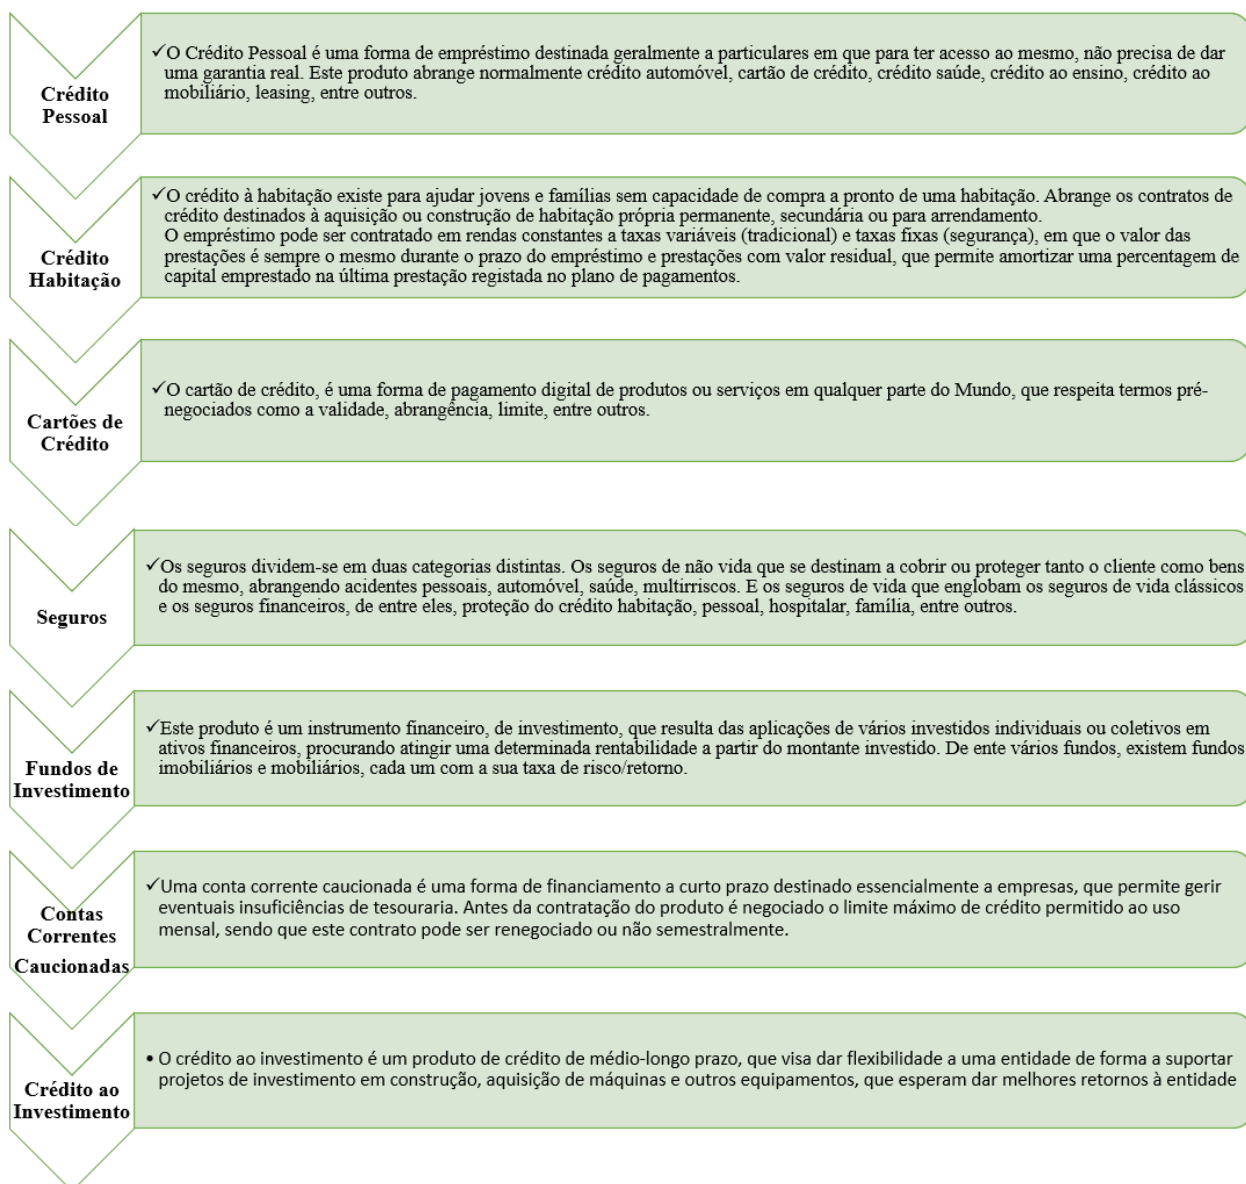 Crédito
Pessoal
✓O Crédito Pessoal é uma forma de empréstimo destinada geralmente a particulares em que para ter acesso ao mesmo, não precisa de dar
uma garantia real. Este produto abrange normalmente crédito automóvel, cartão de crédito, crédito saúde, crédito ao ensino, crédito ao
mobiliário, leasing, entre outros.
Crédito
Habitação
✓O crédito à habitação existe para ajudar jovens e famílias sem capacidade de compra a pronto de uma habitação. Abrange os contratos de
crédito destinados à aquisição ou construção de habitação própria permanente, secundária ou para arrendamento.
O empréstimo pode ser contratado em rendas constantes a taxas variáveis (tradicional) e taxas fixas (segurança), em que o valor das
prestações é sempre o mesmo durante o prazo do empréstimo e prestações com valor residual, que permite amortizar uma percentagem de
capital emprestado na última prestação registada no plano de pagamentos.
Cartões de
Crédito
✓O cartão de crédito, é uma forma de pagamento digital de produtos ou serviços em qualquer parte do Mundo, que respeita termos pré-
negociados como a validade, abrangência, limite, entre outros.
Seguros
✓Os seguros dividem-se em duas categorias distintas. Os seguros de não vida que se destinam a cobrir ou proteger tanto o cliente como bens
do mesmo, abrangendo acidentes pessoais, automóvel, saúde, multirriscos. E os seguros de vida que englobam os seguros de vida clássicos
e os seguros financeiros, de entre eles, proteção do crédito habitação, pessoal, hospitalar, família, entre outros.
Fundos de
Investimento
✓Este produto é um instrumento financeiro, de investimento, que resulta das aplicações de vários investidos individuais ou coletivos em
ativos financeiros, procurando atingir uma determinada rentabilidade a partir do montante investido. De ente vários fundos, existem fundos
imobiliários e mobiliários, cada um com a sua taxa de risco/retorno.
Contas
Correntes
Caucionadas
✓Uma conta corrente caucionada é uma forma de financiamento a curto prazo destinado essencialmente a empresas, que permite gerir
eventuais insuficiências de tesouraria. Antes da contratação do produto é negociado o limite máximo de crédito permitido ao uso
mensal, sendo que este contrato pode ser renegociado ou não semestralmente.
Crédito ao
Investimento
• O crédito ao investimento é um produto de crédito de médio-longo prazo, que visa dar flexibilidade a uma entidade de forma a suportar
projetos de investimento em construção, aquisição de máquinas e outros equipamentos, que esperam dar melhores retornos à entidade